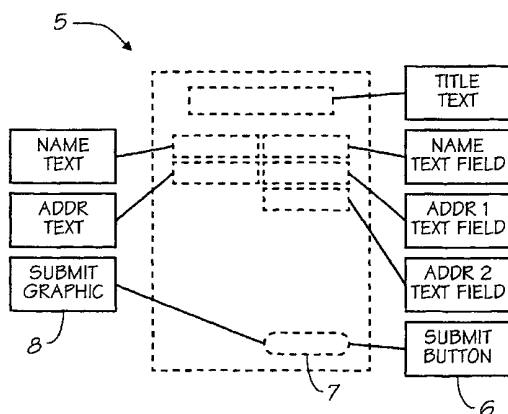 5
TITLE
TEXT
NAME
TEXT
NAME
TEXT FIELD
ADDR
TEXT
ADDR 1
TEXT FIELD
SUBMIT
GRAPHIC
ADDR 2
TEXT FIELD
SUBMIT
BUTTON
8
7
6